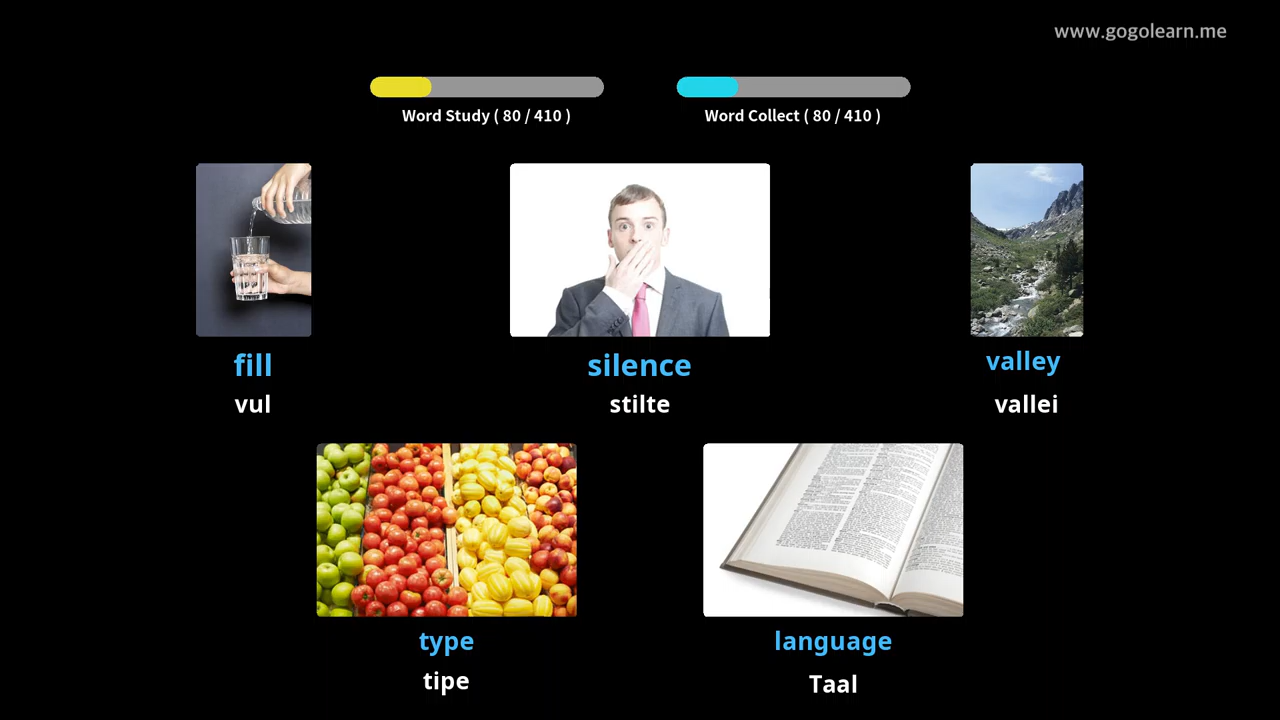 www.gogolearn.me
Word Study ( 80 / 410 )
Word Collect ( 80 / 410 )
fill
silence
valley
vul
stilte
vallei
type
language
tipe
Taal